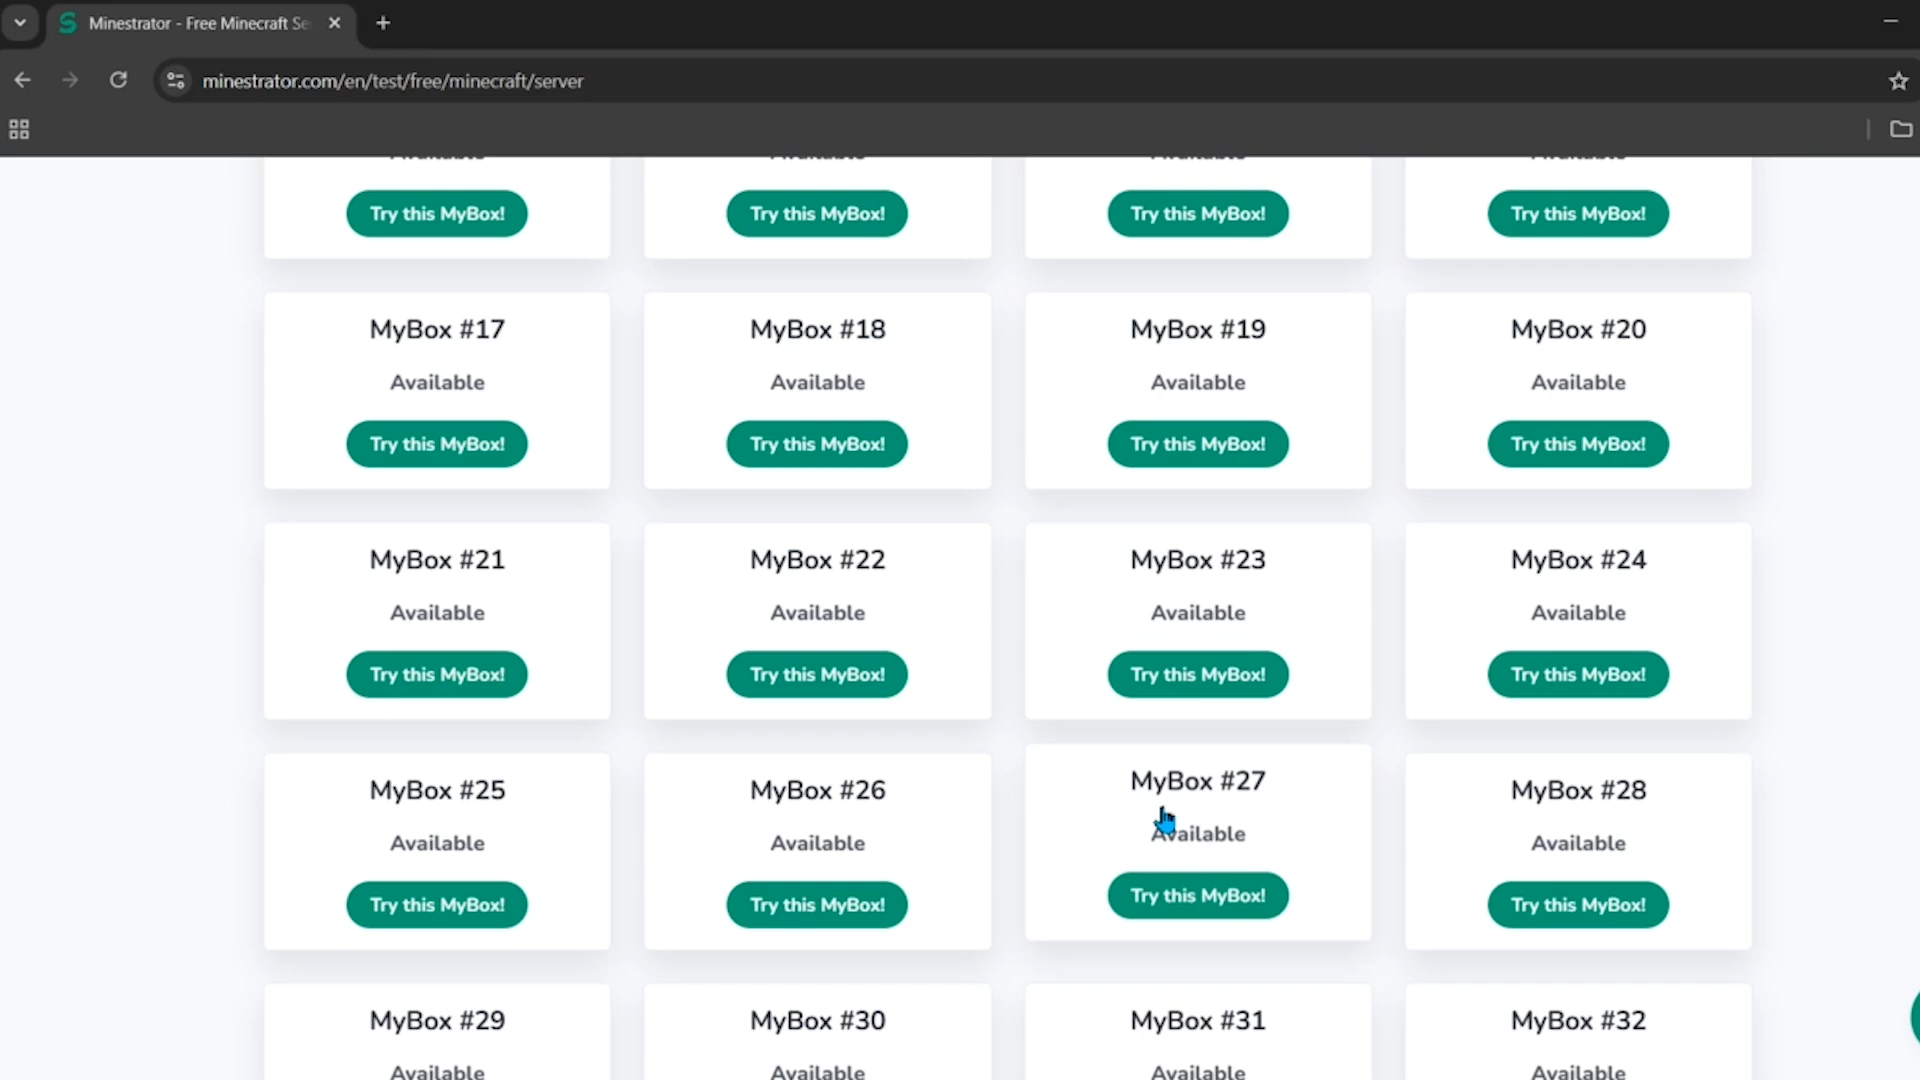 Minestrator - Free Minecraft Se
minestrator.com/en/test/free/minecraft/server
Available Available Available Available
Try this MyBox! Try this MyBox! Try this MyBox! Try this MyBox!
MyBox #17 MyBox #18 MyBox #19 MyBox #20
Available Available Available Available
Try this MyBox! Try this MyBox! Try this MyBox! Try this MyBox!
MyBox #21 MyBox #22 MyBox #23 MyBox #24
Available Available Available Available
Try this MyBox! Try this MyBox! Try this MyBox! Try this MyBox!
MyBox #25 MyBox #26 MyBox #27 MyBox #28
Available Available Available Available
Try this MyBox! Try this MyBox! Try this MyBox! Try this MyBox!
MyBox #29 MyBox #30 MyBox #31 MyBox #32
Available Available Available Available